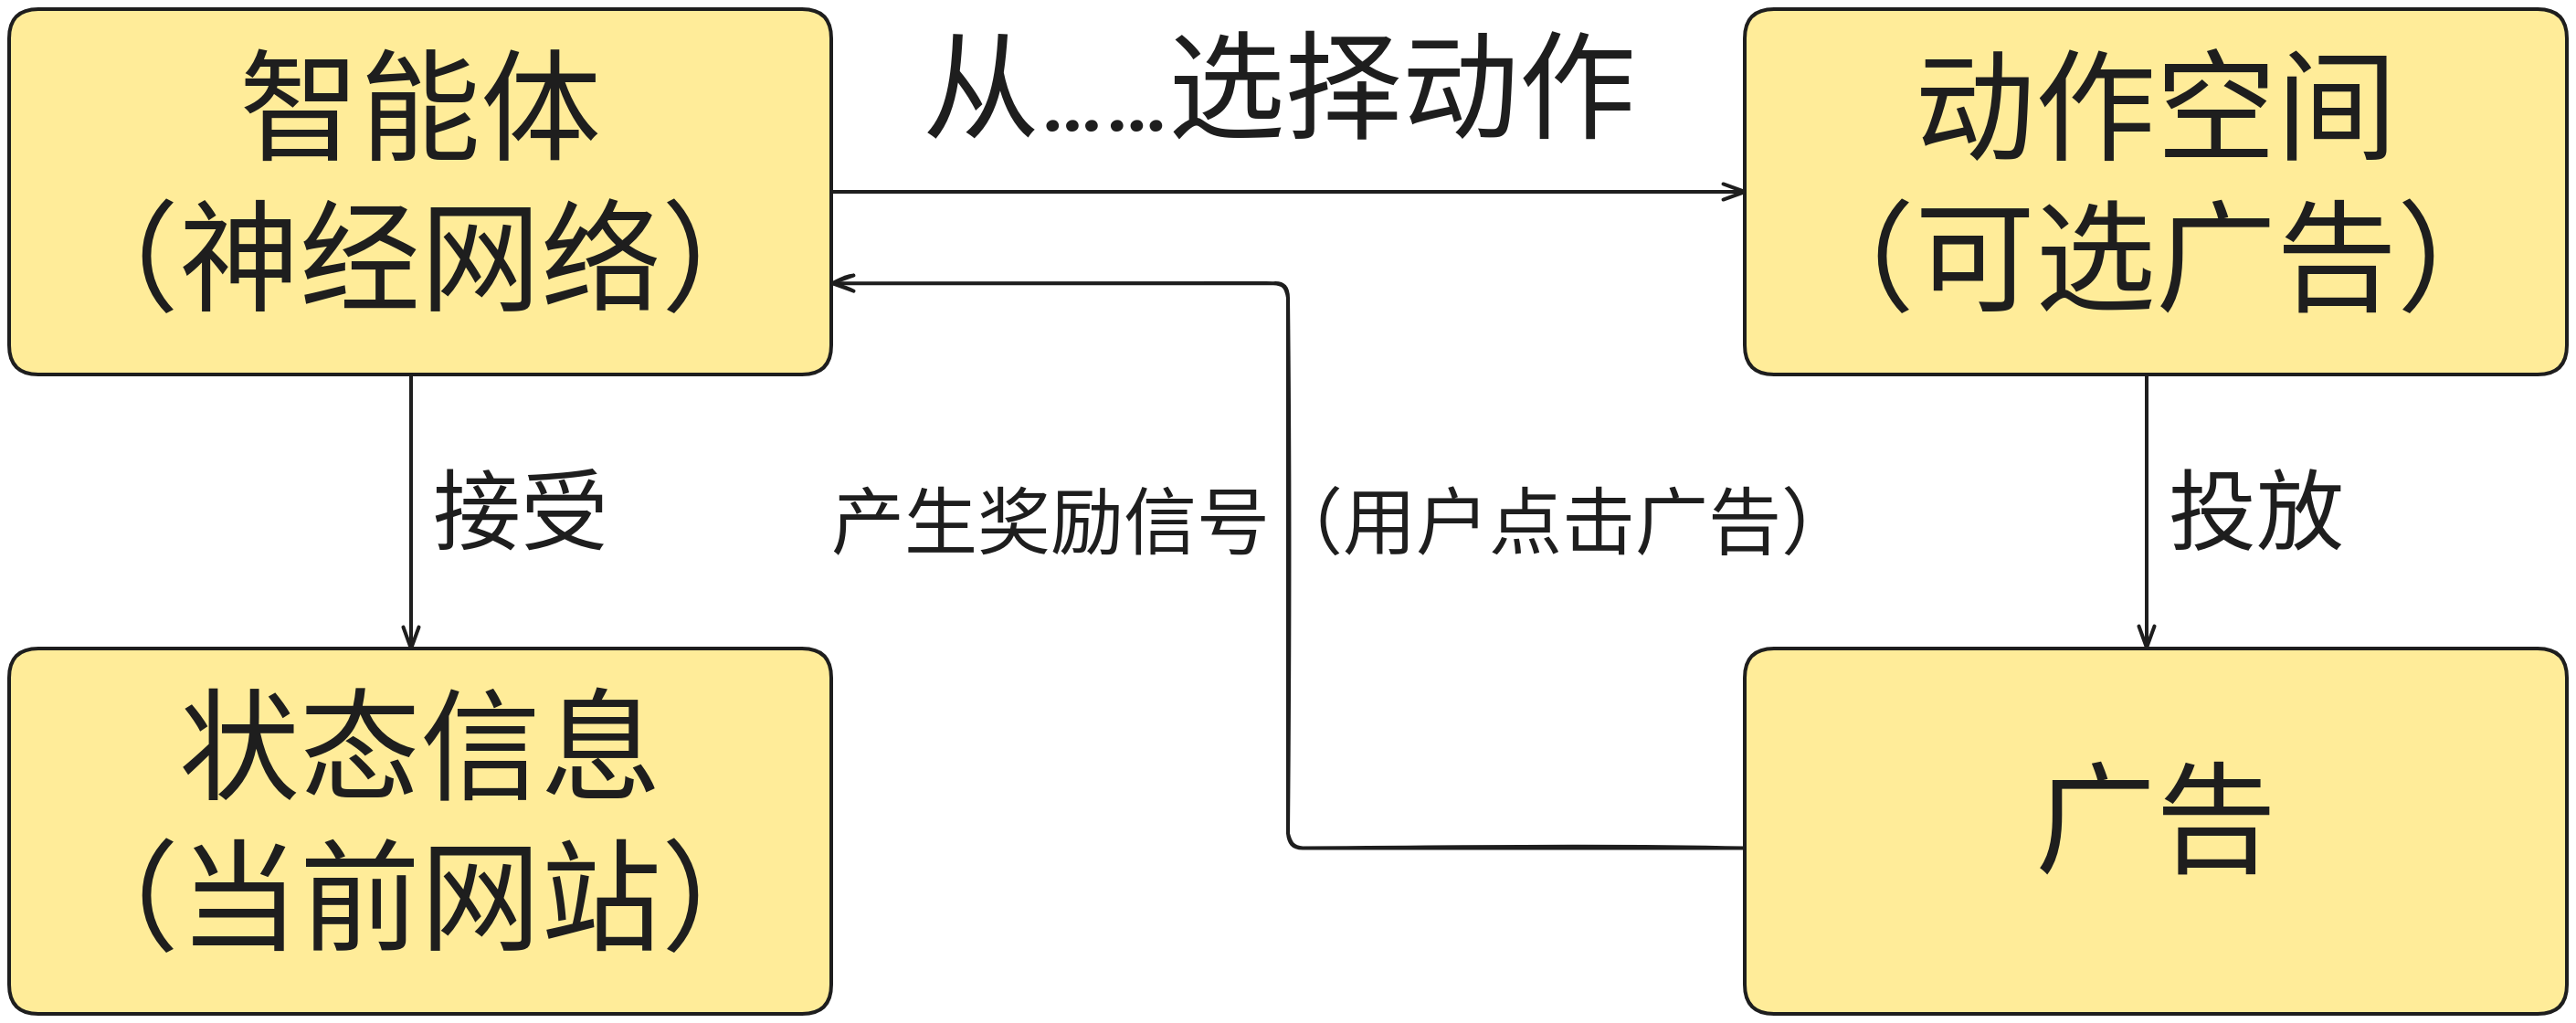 智能体
（神经网络）
从……选择动作
动作空间
（可选广告）
接受
产生奖励信号（用户点击广告）
投放
状态信息
（当前网站）
广告